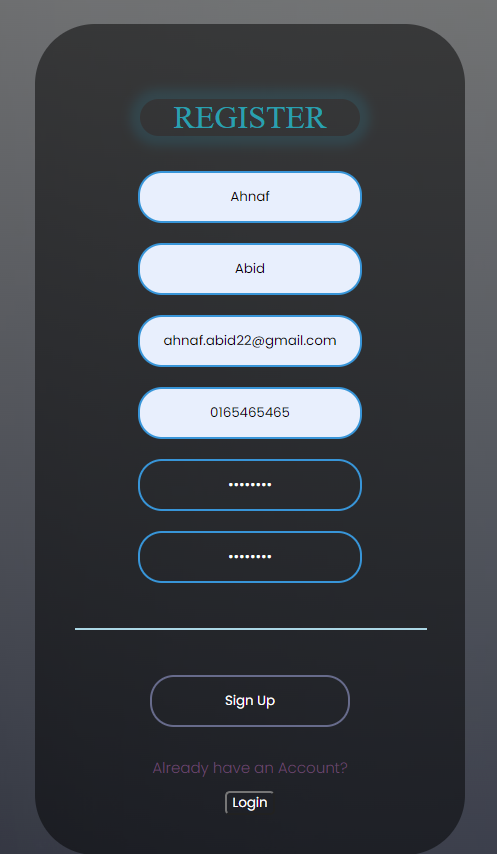 REGISTER
Ahnaf
Abid
ahnaf.abid22@gmail.com
0165465465
••••••••
••••••••
Sign Up
Already have an Account?
Login